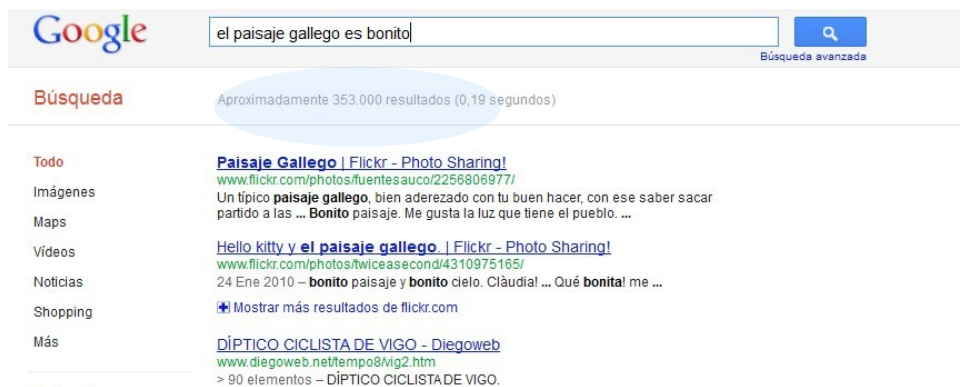 Google
el paisaje gallego es bonito
Búsqueda avanzada
Búsqueda
Aproximadamente 353.000 resultados (0,19 segundos)
Todo
Imágenes
Maps
Vídeos
Noticias
Shopping
Más
Paisaje Gallego | Flickr - Photo Sharing!
www.flickr.com/photos/fuentesauco/2256806977/
Un típico paisaje gallego, bien aderezado con tu buen hacer, con ese saber sacar
partido a las ... Bonito paisaje. Me gusta la luz que tiene el pueblo. ...
Hello kitty y el paisaje gallego. | Flickr - Photo Sharing!
www.flickr.com/photos/twiceasecond/4310975165/
24 Ene 2010 – bonito paisaje y bonito cielo. Clàudia! ... Qué bonita! me ...
Mostrar más resultados de flickr.com
DÍPTICO CICLISTA DE VIGO - Diegoweb
www.diegoweb.net/tempo8/vig2.htm
> 90 elementos – DÍPTICO CICLISTA DE VIGO.